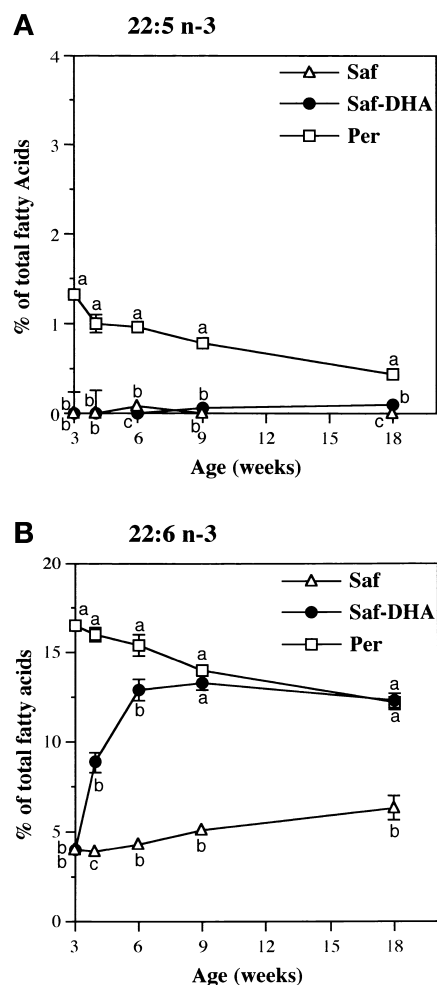 A
22:5 n-3
4
3
2
1
0
% of total fatty Acids
Saf
Saf-DHA
Per
a
a
a
a
a
b
b
b
b
b
b
b
c
b
c
3
6
9
12
15
18
Age (weeks)
B
22:6 n-3
20
15
10
5
0
% of total fatty acids
Saf
Saf-DHA
Per
a
a
a
a
a
a
a
b
b
b
b
c
b
b
b
3
6
9
12
15
18
Age (weeks)